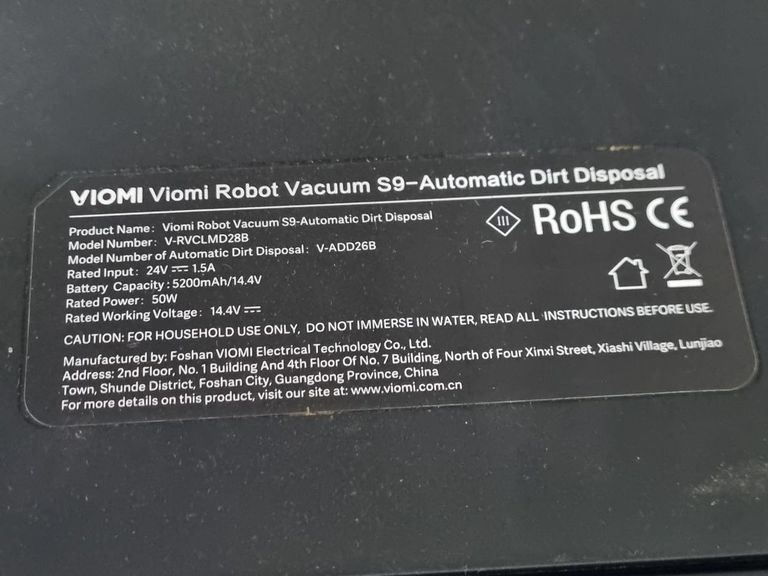 VIOMI Viomi Robot Vacuum S9-Automatic Dirt Disposal
Product Name: Viomi Robot Vacuum S9-Automatic Dirt Disposal
Model Number: V-RVCLMD28B
Model Number of Automatic Dirt Disposal: V-ADD26B
Rated Input: 24V⎓1.5A
Battery Capacity: 5200mAh/14.4V
Rated Power: 50W
Rated Working Voltage: 14.4V⎓
III RoHS CE
CAUTION: FOR HOUSEHOLD USE ONLY, DO NOT IMMERSE IN WATER, READ ALL INSTRUCTIONS BEFORE USE.
Manufactured by: Foshan VIOMI Electrical Technology Co., Ltd.
Address: 2nd Floor, No. 1 Building And 4th Floor Of No. 7 Building, North of Four Xinxi Street, Xiashi Village, Lunjiao
Town, Shunde District, Foshan City, Guangdong Province, China
For more details on this product, visit our site at: www.viomi.com.cn